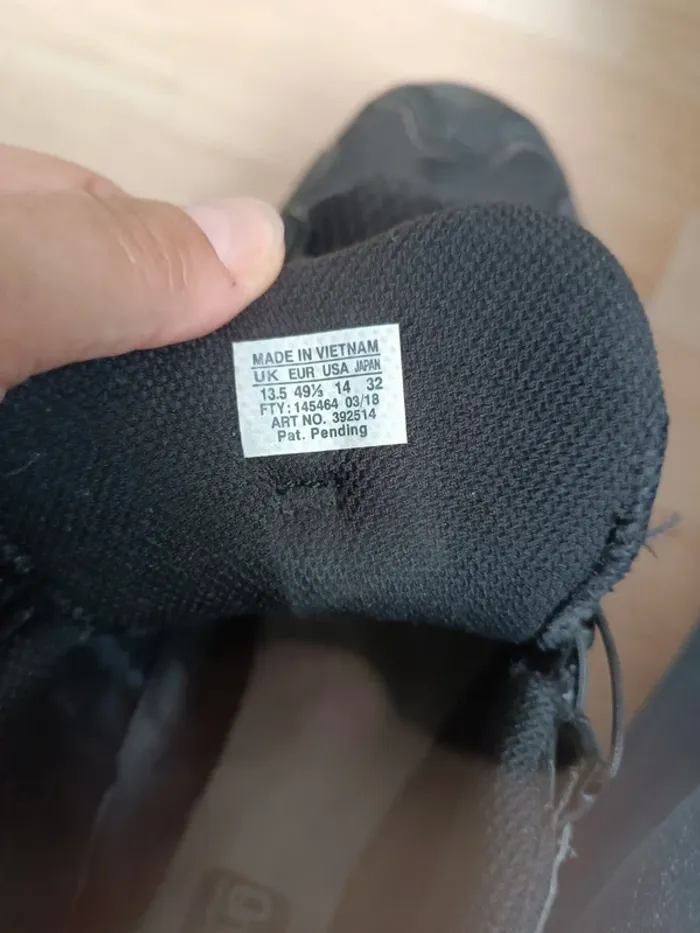 MADE IN VIETNAM
UK EUR USA JAPAN
13.5 49⅓ 14 32
FTY: 145464 03/18
ART NO. 392514
Pat. Pending